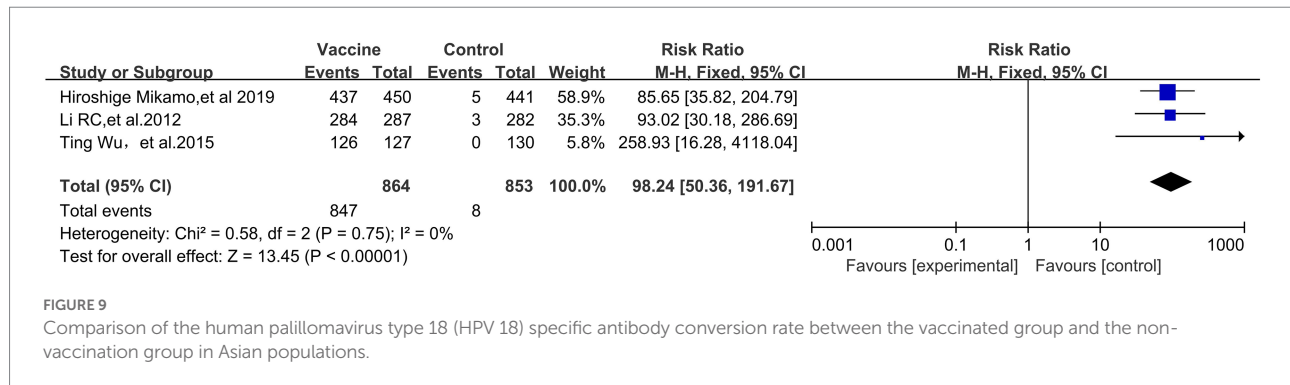 Vaccine Control Risk Ratio Risk Ratio
Study or Subgroup Events Total Events Total Weight M-H, Fixed, 95% CI M-H, Fixed, 95% CI
Hiroshige Mikamo,et al 2019 437 450 5 441 58.9% 85.65 [35.82, 204.79]
Li RC,et al.2012 284 287 3 282 35.3% 93.02 [30.18, 286.69]
Ting Wu，et al.2015 126 127 0 130 5.8% 258.93 [16.28, 4118.04]
Total (95% CI) 864 853 100.0% 98.24 [50.36, 191.67]
Total events 847 8
Heterogeneity: Chi² = 0.58, df = 2 (P = 0.75); I² = 0%
Test for overall effect: Z = 13.45 (P < 0.00001)
0.001 0.1 1 10 1000
Favours [experimental] Favours [control]
FIGURE 9
Comparison of the human palillomavirus type 18 (HPV 18) specific antibody conversion rate between the vaccinated group and the non-
vaccination group in Asian populations.